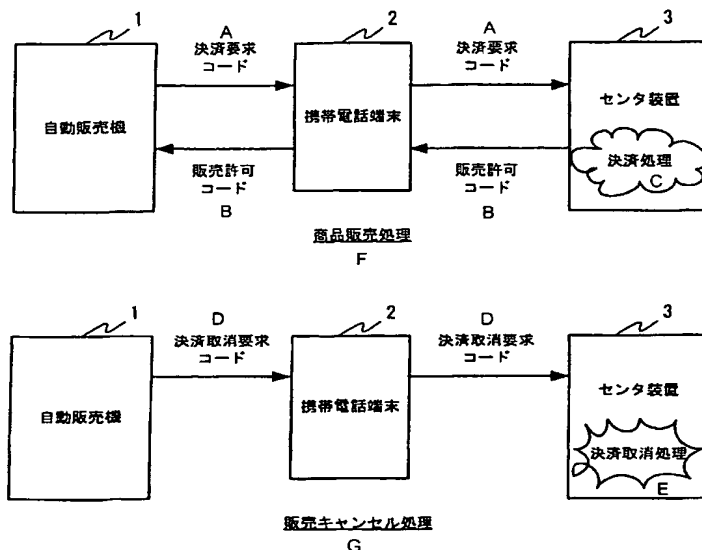 1
2
3
A
決済要求
コード
A
決済要求
コード
自動販売機
携帯電話端末
センタ装置
決済処理
C
販売許可
コード
B
販売許可
コード
B
商品販売処理
F
1
2
3
D
決済取消要求
コード
D
決済取消要求
コード
自動販売機
携帯電話端末
センタ装置
決済取消処理
E
販売キャンセル処理
G